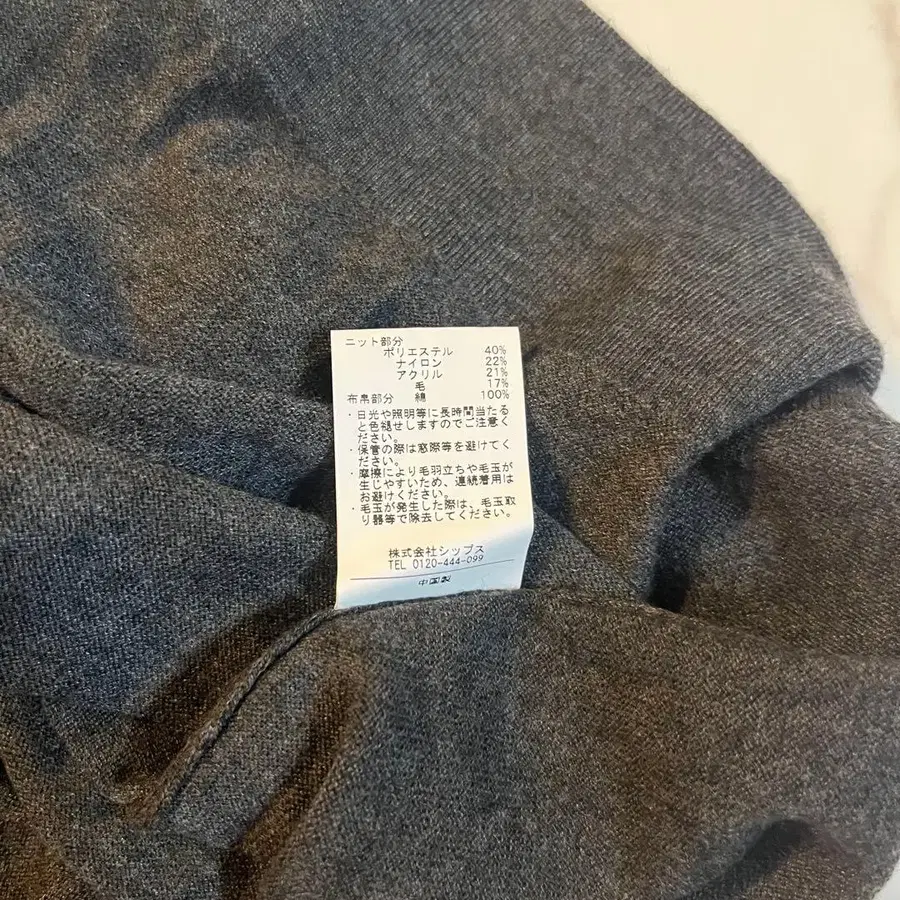 ニット部分
ポリエステル 40%
ナイロン 22%
アクリル 21%
毛 17%
布帛部分 綿 100%
・日光や照明等に長時間当たる
と色褪せしますのでご注意く
ださい。
・保管の際は窓際等を避けてく
ださい。
・摩擦により毛羽立ちや毛玉が
生じやすいため、連続着用は
お避けください。
・毛玉が発生した際は、毛玉取
り器等で除去してください。
株式会社シップス
TEL 0120-444-099
中国製